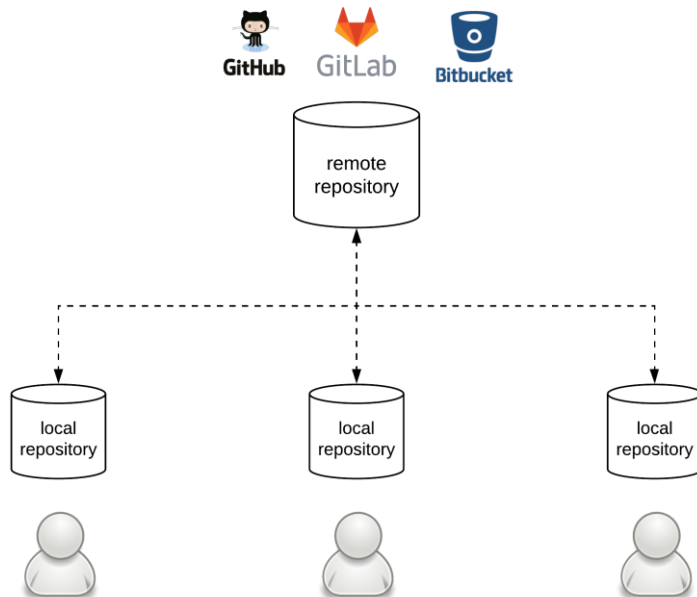 GitHub
GitLab
Bitbucket
remote
repository
local
repository
local
repository
local
repository